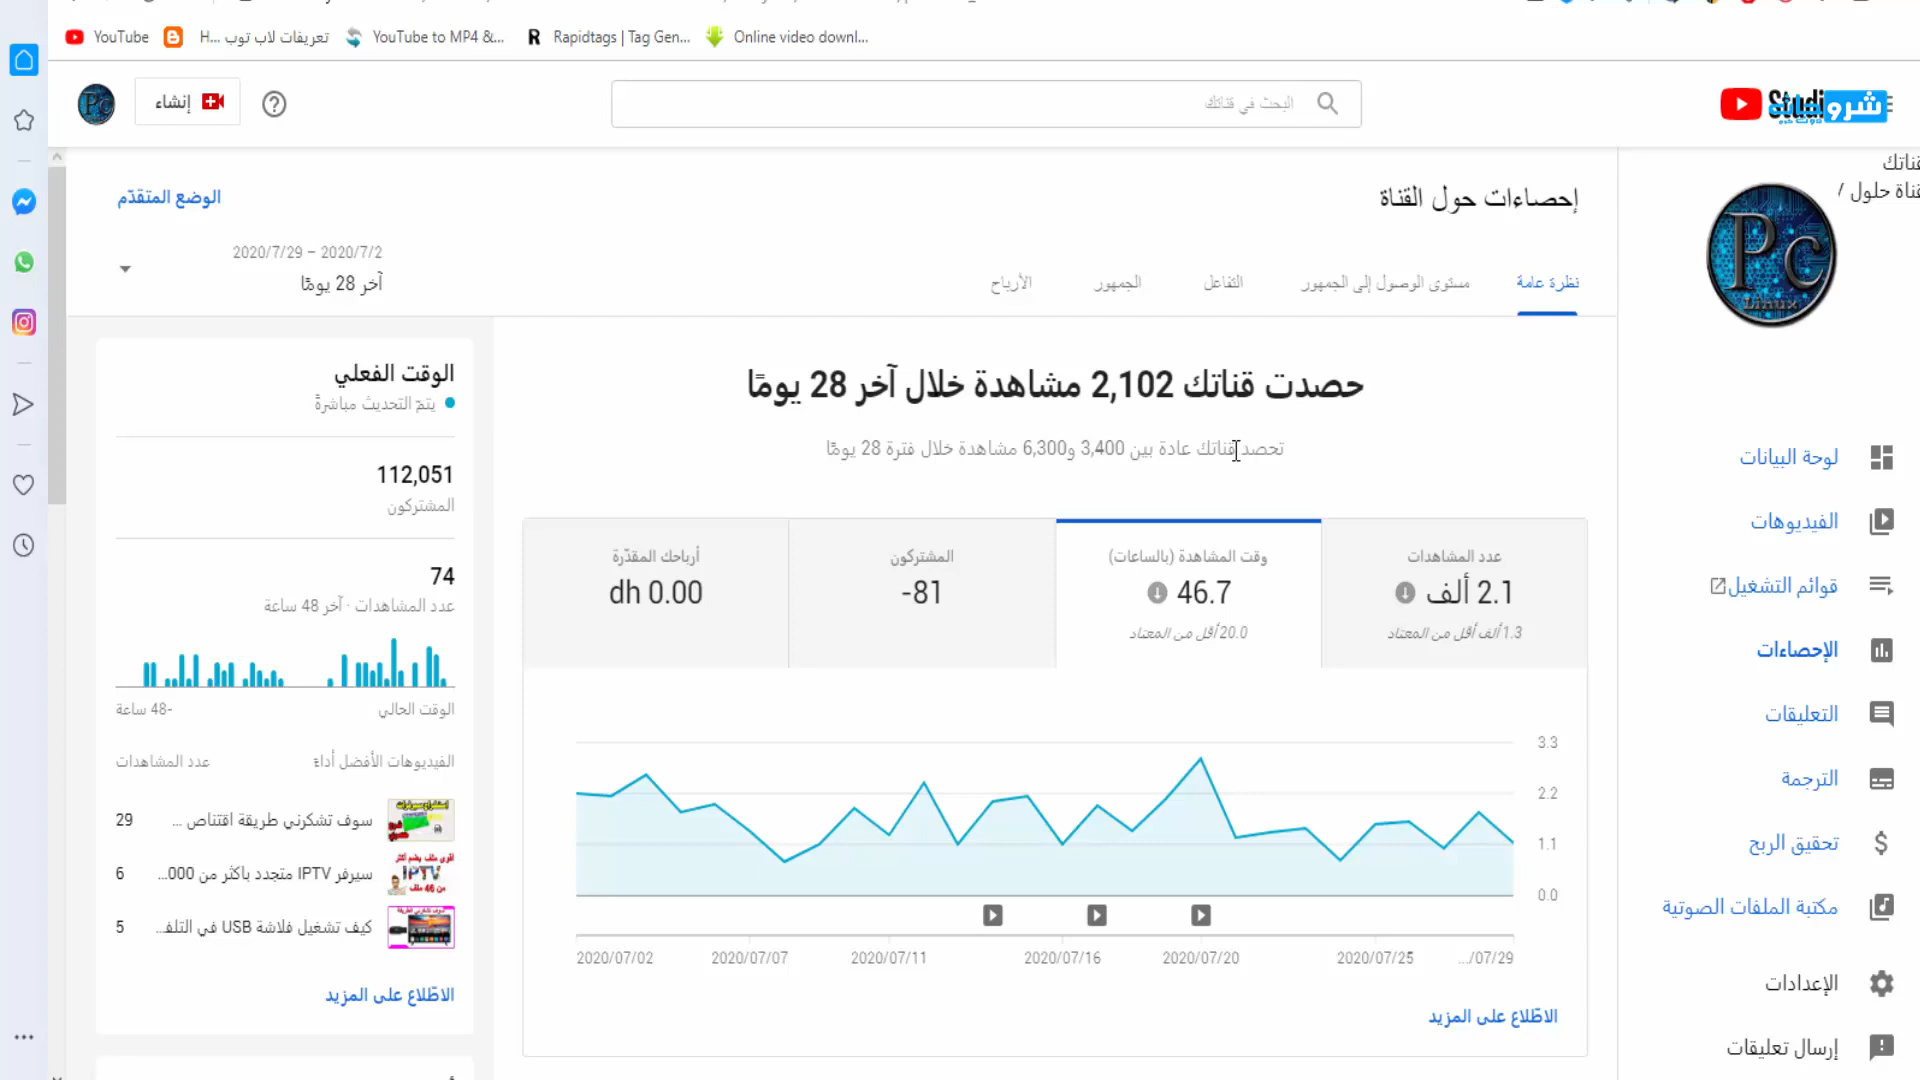 YouTube
H... تعريفات لاب توب
YouTube to MP4 &...
Rapidtags | Tag Gen...
Online video downl...
إنشاء
البحث في قناتك
Studi
شروحات
قناتك
قناة حلول /
Pc
Linux
إحصاءات حول القناة
الوضع المتقدّم
2020/7/29 – 2020/7/2
آخر 28 يومًا
نظرة عامة
مستوى الوصول إلى الجمهور
التفاعل
الجمهور
الأرباح
حصدت قناتك 2,102 مشاهدة خلال آخر 28 يومًا
تحصد قناتك عادة بين 3,400 و6,300 مشاهدة خلال فترة 28 يومًا
عدد المشاهدات
2.1 ألف
1.3 ألف أقل من المعتاد
وقت المشاهدة (بالساعات)
46.7
20.0 أقل من المعتاد
المشتركون
-81
أرباحك المقدّرة
dh 0.00
3.3
2.2
1.1
0.0
2020/07/02
2020/07/07
2020/07/11
2020/07/16
2020/07/20
2020/07/25
.../07/29
الاطّلاع على المزيد
الوقت الفعلي
يتمّ التحديث مباشرةً
112,051
المشتركون
74
عدد المشاهدات · آخر 48 ساعة
الوقت الحالي
-48 ساعة
الفيديوهات الأفضل أداءً
عدد المشاهدات
سوف تشكرني طريقة اقتناص ...
29
سيرفر IPTV متجدد باكثر من 000...
6
كيف تشغيل فلاشة USB في التلفـ...
5
الاطّلاع على المزيد
لوحة البيانات
الفيديوهات
قوائم التشغيل
الإحصاءات
التعليقات
الترجمة
تحقيق الربح
مكتبة الملفات الصوتية
الإعدادات
إرسال تعليقات